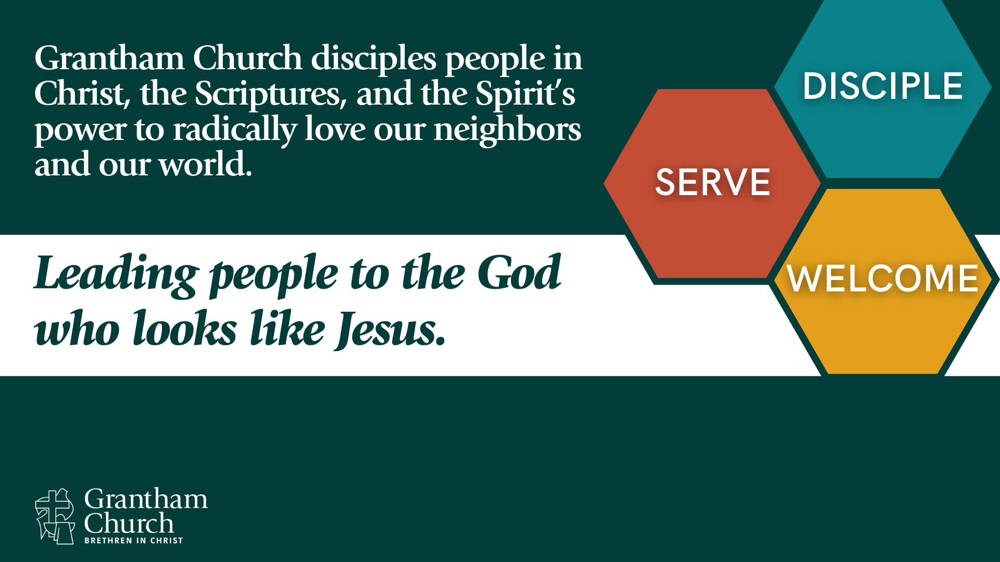 Grantham Church disciples people in
Christ, the Scriptures, and the Spirit’s
power to radically love our neighbors
and our world.
DISCIPLE
SERVE
WELCOME
Leading people to the God
who looks like Jesus.
Grantham
Church
BRETHREN IN CHRIST